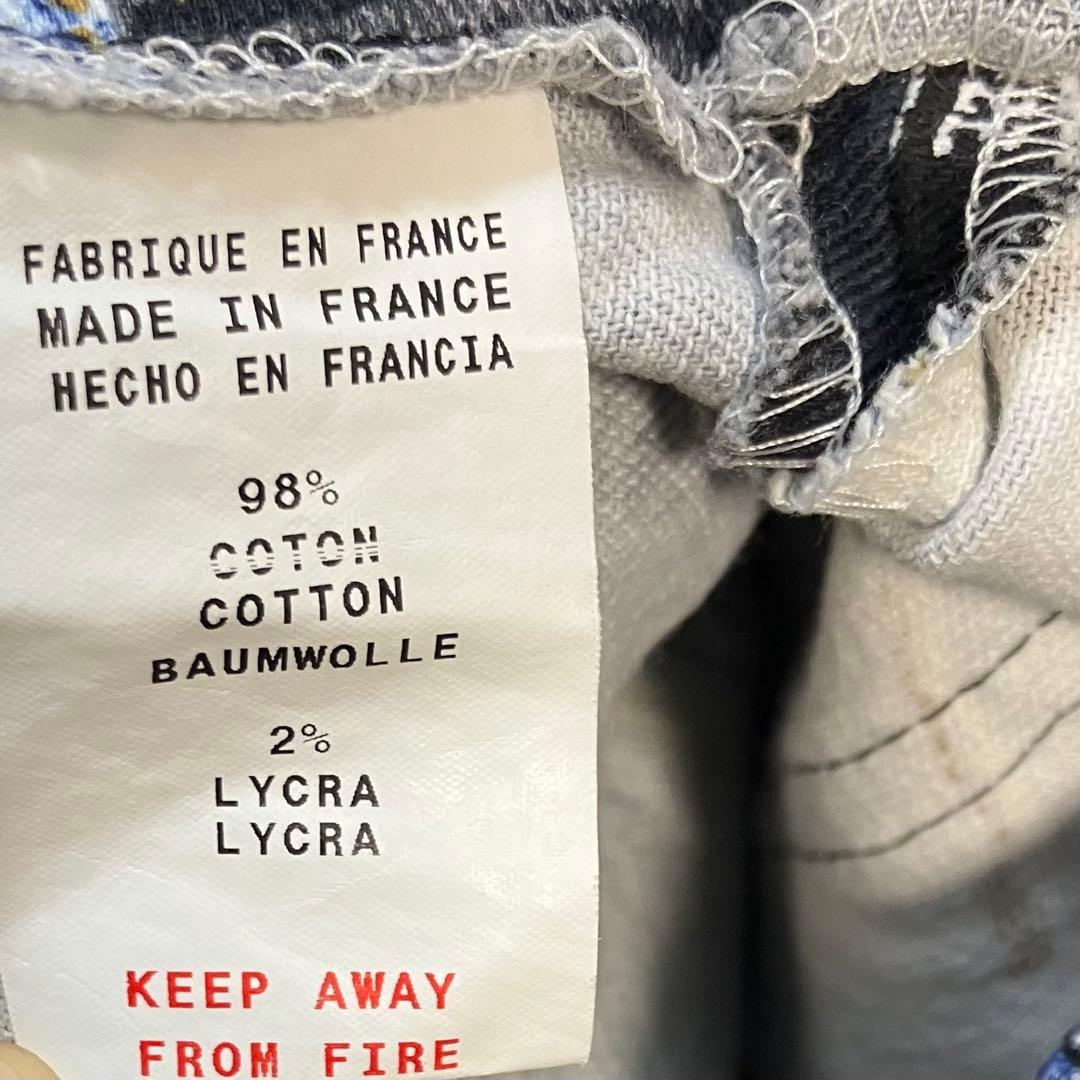 FABRIQUE EN FRANCE
MADE IN FRANCE
HECHO EN FRANCIA
98%
COTON
COTTON
BAUMWOLLE
2%
LYCRA
LYCRA
KEEP AWAY
FROM FIRE